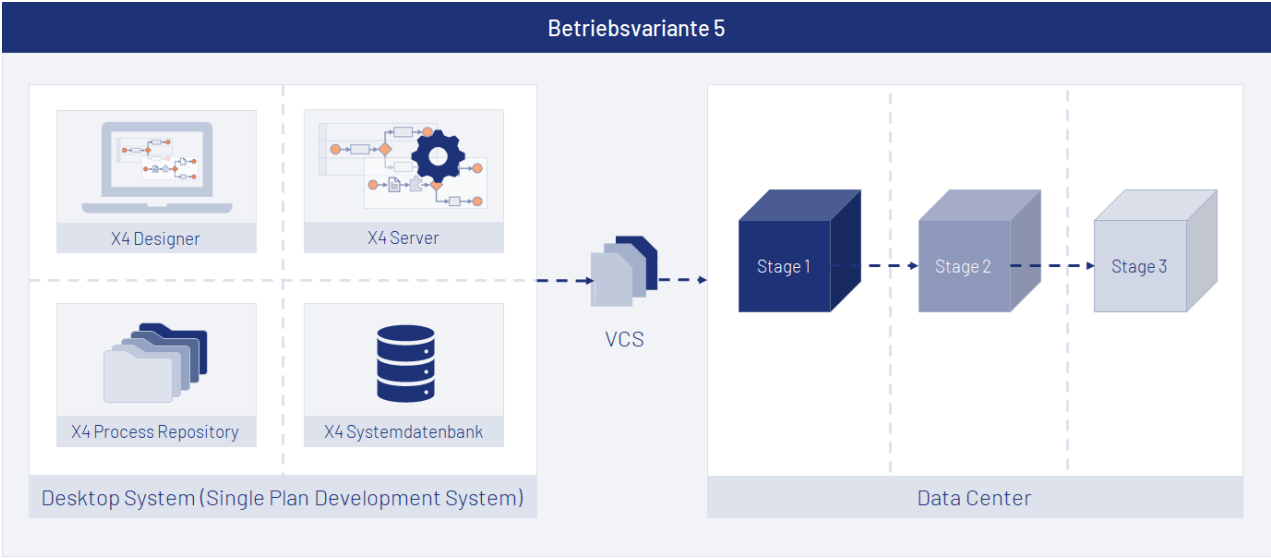 Betriebsvariante 5
X4 Designer
X4 Server
X4 Process Repository
X4 Systemdatenbank
Desktop System (Single Plan Development System)
VCS
Stage 1
Stage 2
Stage 3
Data Center